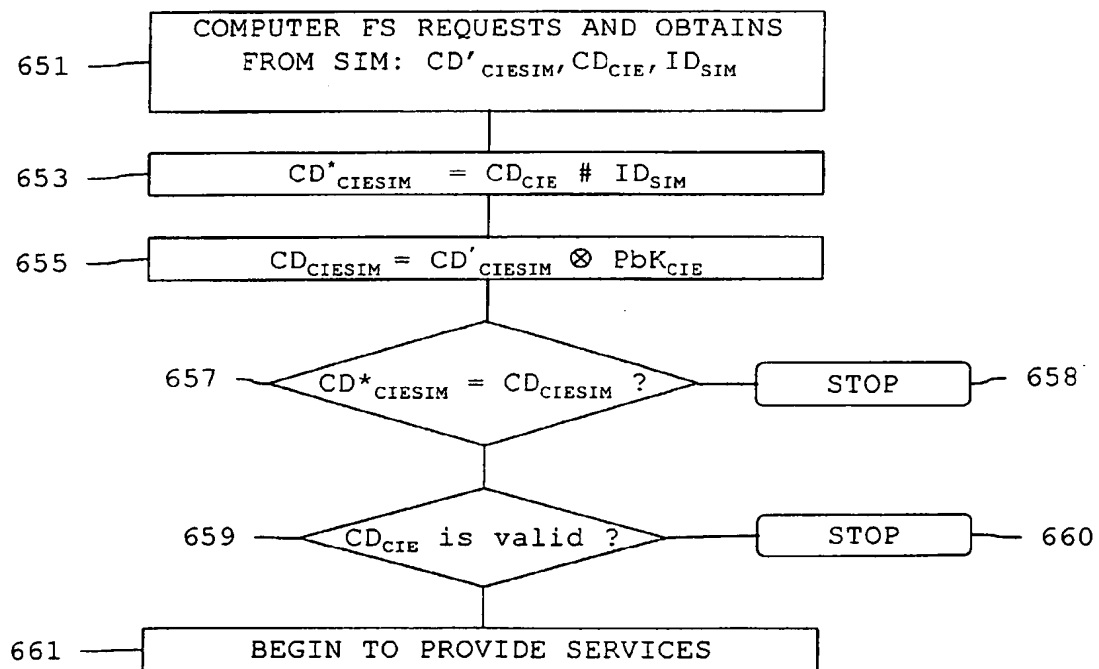 COMPUTER FS REQUESTS AND OBTAINS
651
FROM SIM: CD'CIESIM, CDCIE, IDSIM
653
CD*CIESIM = CDCIE # IDSIM
655
CDCIESIM = CD'CIESIM ⊗ PbKCIE
657
CD*CIESIM = CDCIESIM ?
STOP
658
659
CDCIE is valid ?
STOP
660
661
BEGIN TO PROVIDE SERVICES